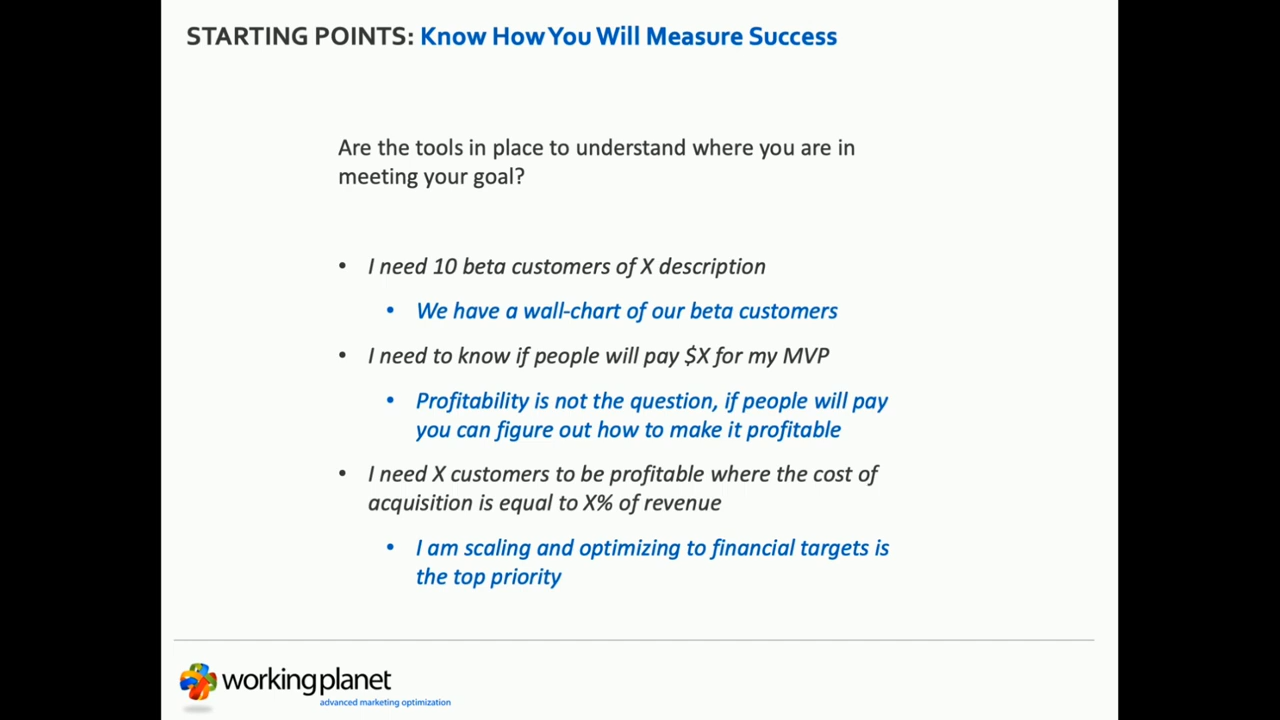 STARTING POINTS: Know How You Will Measure Success
Are the tools in place to understand where you are in
meeting your goal?
• I need 10 beta customers of X description
• We have a wall-chart of our beta customers
• I need to know if people will pay $X for my MVP
• Profitability is not the question, if people will pay
you can figure out how to make it profitable
• I need X customers to be profitable where the cost of
acquisition is equal to X% of revenue
• I am scaling and optimizing to financial targets is
the top priority
workingplanet
advanced marketing optimization